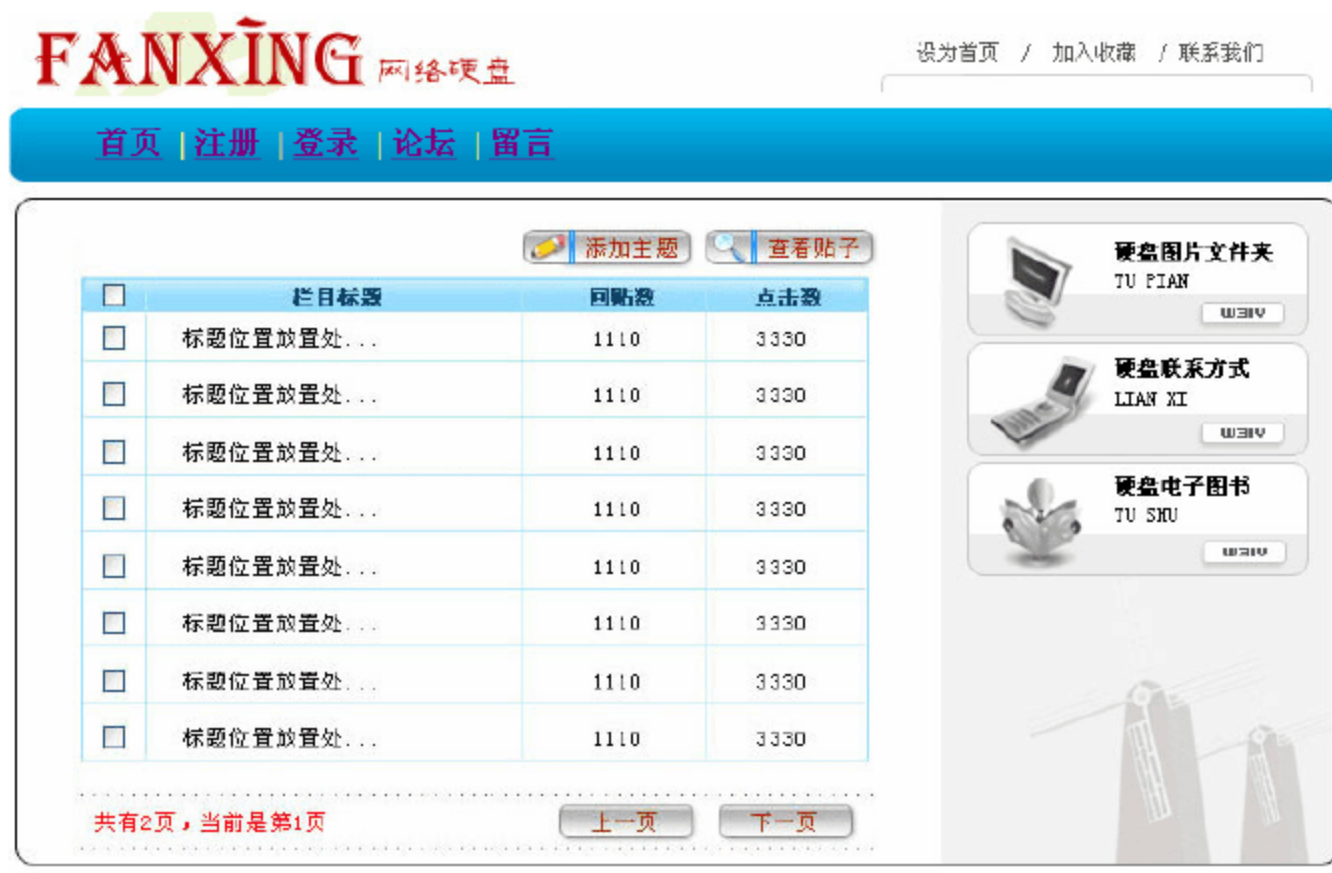 FANXÎNG 网络硬盘
设为首页 / 加入收藏 / 联系我们
首页 | 注册 | 登录 | 论坛 | 留言
添加主题 查看贴子
栏目标题 回贴数 点击数
标题位置放置处... 1110 3330
标题位置放置处... 1110 3330
标题位置放置处... 1110 3330
标题位置放置处... 1110 3330
标题位置放置处... 1110 3330
标题位置放置处... 1110 3330
标题位置放置处... 1110 3330
标题位置放置处... 1110 3330
共有2页，当前是第1页 上一页 下一页
硬盘图片文件夹
TU PIAN
VIEW
硬盘联系方式
LIAN XI
VIEW
硬盘电子图书
TU SHU
VIEW